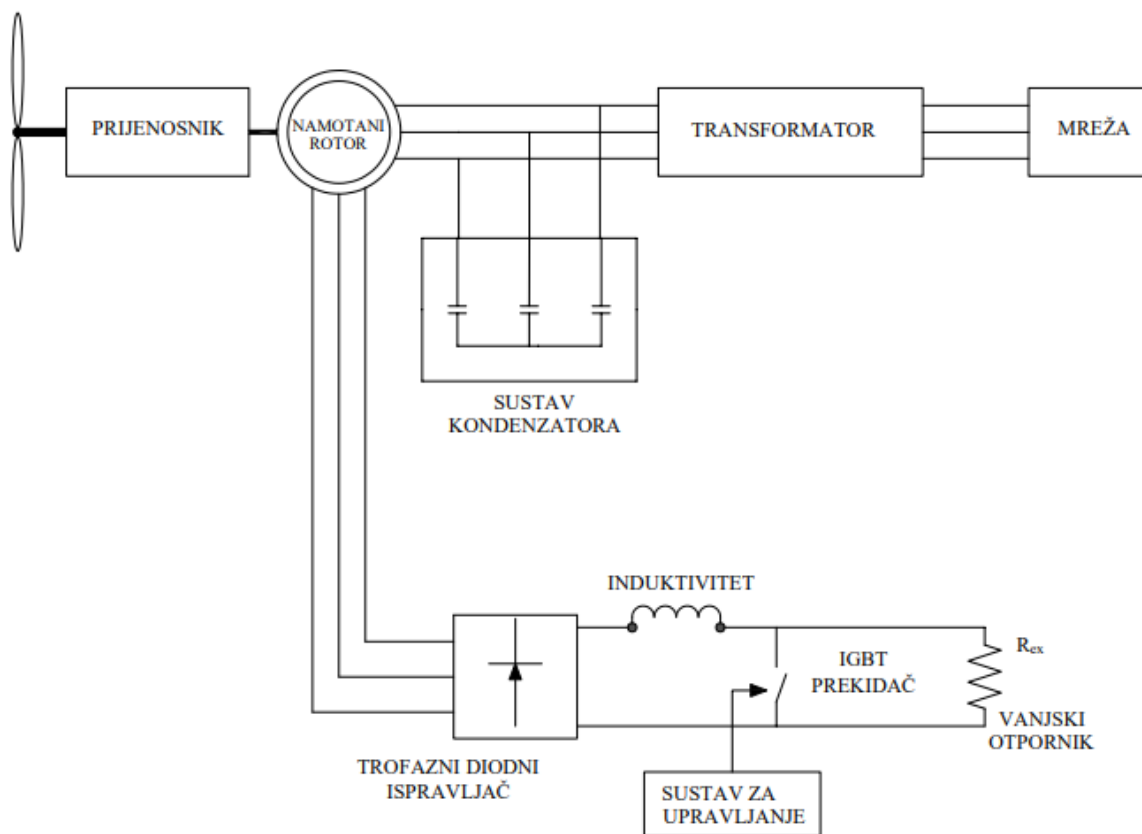 PRIJENOSNIK
NAMOTANI
ROTOR
TRANSFORMATOR
MREŽA
SUSTAV
KONDENZATORA
INDUKTIVITET
IGBT
PREKIDAČ
Rex
VANJSKI
OTPORNIK
TROFAZNI DIODNI
ISPRAVLJAČ
SUSTAV ZA
UPRAVLJANJE